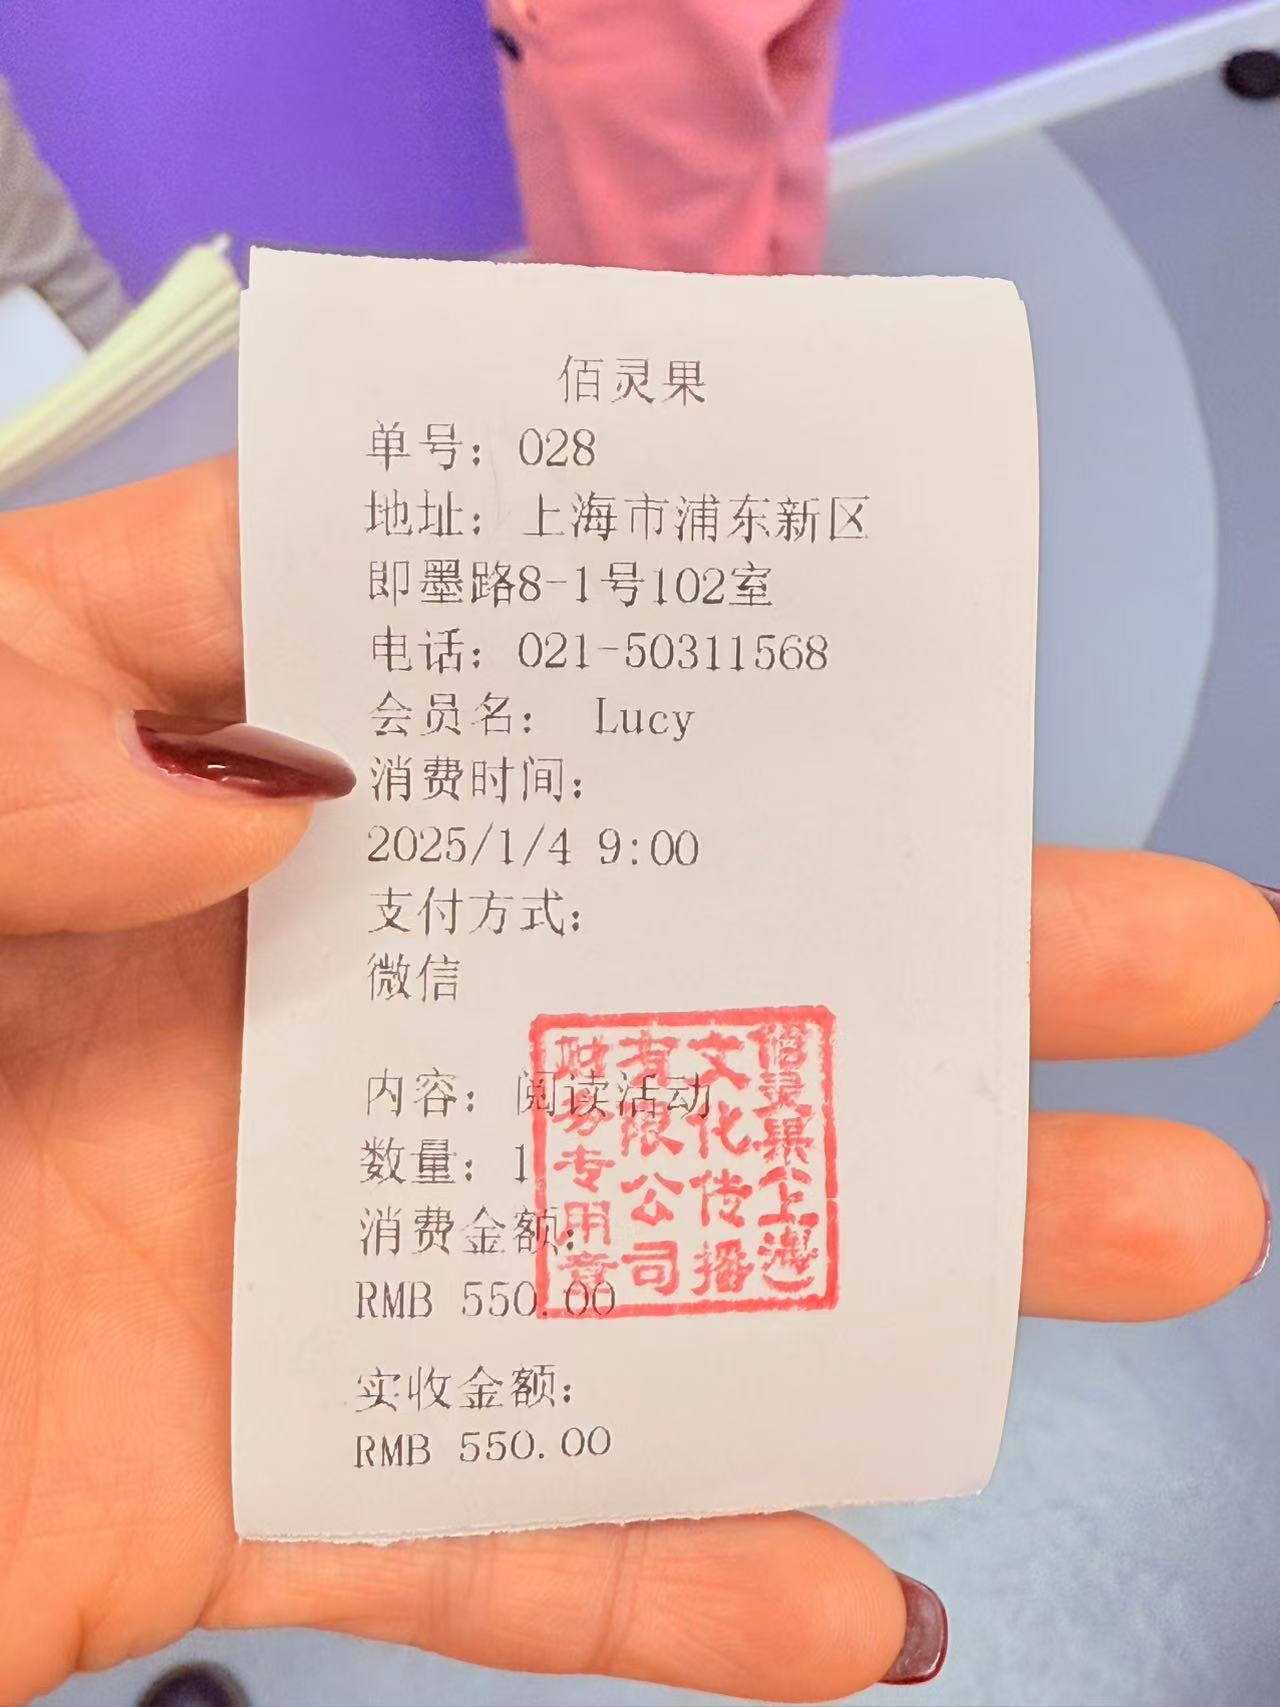 佰灵果
单号：028
地址：上海市浦东新区
即墨路8-1号102室
电话：021-50311568
会员名： Lucy
消费时间：
2025/1/4 9:00
支付方式：
微信
内容：阅读活动
数量：1
消费金额：
RMB 550.00
实收金额：
RMB 550.00
佰灵果（上海）
文化传播
有限公司
财务专用章